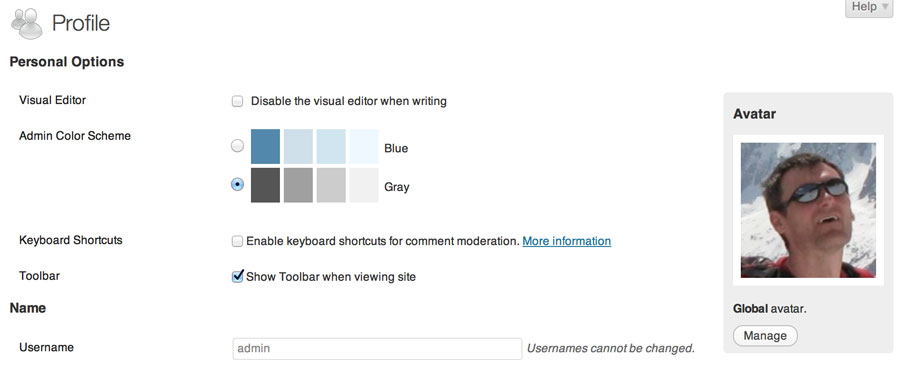 Help
Profile
Personal Options
Visual Editor
Disable the visual editor when writing
Admin Color Scheme
Blue
Gray
Keyboard Shortcuts
Enable keyboard shortcuts for comment moderation. More information
Toolbar
Show Toolbar when viewing site
Name
Username
admin
Usernames cannot be changed.
Avatar
Global avatar.
Manage